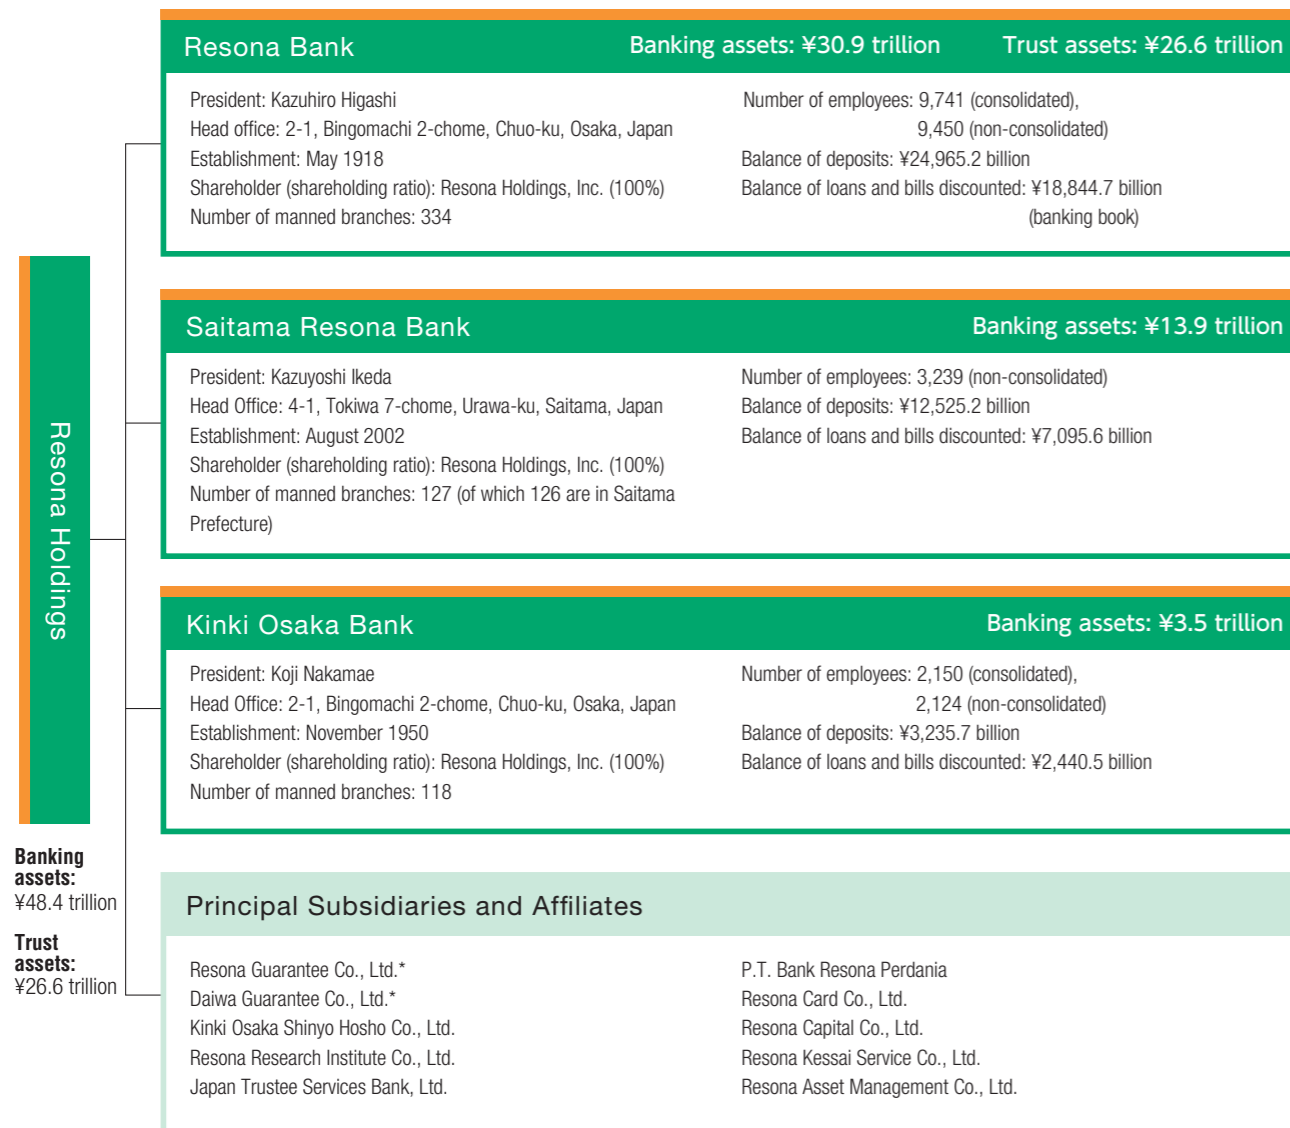 Resona Holdings
Banking
assets:
¥48.4 trillion
Trust
assets:
¥26.6 trillion
Resona Bank
Banking assets: ¥30.9 trillion
Trust assets: ¥26.6 trillion
President: Kazuhiro Higashi
Head office: 2-1, Bingomachi 2-chome, Chuo-ku, Osaka, Japan
Establishment: May 1918
Shareholder (shareholding ratio): Resona Holdings, Inc. (100%)
Number of manned branches: 334
Number of employees: 9,741 (consolidated),
9,450 (non-consolidated)
Balance of deposits: ¥24,965.2 billion
Balance of loans and bills discounted: ¥18,844.7 billion
(banking book)
Saitama Resona Bank
Banking assets: ¥13.9 trillion
President: Kazuyoshi Ikeda
Head Office: 4-1, Tokiwa 7-chome, Urawa-ku, Saitama, Japan
Establishment: August 2002
Shareholder (shareholding ratio): Resona Holdings, Inc. (100%)
Number of manned branches: 127 (of which 126 are in Saitama
Prefecture)
Number of employees: 3,239 (non-consolidated)
Balance of deposits: ¥12,525.2 billion
Balance of loans and bills discounted: ¥7,095.6 billion
Kinki Osaka Bank
Banking assets: ¥3.5 trillion
President: Koji Nakamae
Head Office: 2-1, Bingomachi 2-chome, Chuo-ku, Osaka, Japan
Establishment: November 1950
Shareholder (shareholding ratio): Resona Holdings, Inc. (100%)
Number of manned branches: 118
Number of employees: 2,150 (consolidated),
2,124 (non-consolidated)
Balance of deposits: ¥3,235.7 billion
Balance of loans and bills discounted: ¥2,440.5 billion
Principal Subsidiaries and Affiliates
Resona Guarantee Co., Ltd.*
Daiwa Guarantee Co., Ltd.*
Kinki Osaka Shinyo Hosho Co., Ltd.
Resona Research Institute Co., Ltd.
Japan Trustee Services Bank, Ltd.
P.T. Bank Resona Perdania
Resona Card Co., Ltd.
Resona Capital Co., Ltd.
Resona Kessai Service Co., Ltd.
Resona Asset Management Co., Ltd.